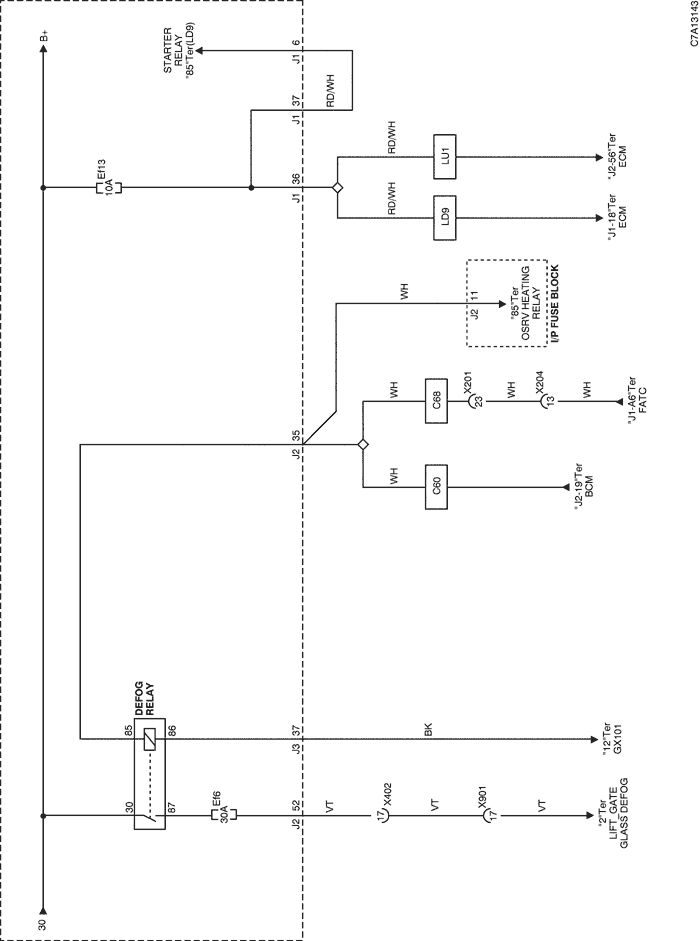 30
B+
DEFOG
RELAY
30
85
87
86
Ef6
30A
Ef13
10A
STARTER
RELAY
"85"Ter(LD9)
J2
52
J3
37
J2
35
J1
36
J1
37
J1
6
VT
X402
17
VT
X901
17
VT
"2"Ter
LIFT_GATE
GLASS DEFOG
BK
"12"Ter
GX101
WH
C60
"J2-19"Ter
BCM
WH
C68
X201
23
WH
X204
13
WH
"J1-A6"Ter
FATC
WH
J2
11
"85"Ter
OSRV HEATING
RELAY
I/P FUSE BLOCK
RD/WH
LD9
"J1-18"Ter
ECM
RD/WH
LU1
"J2-56"Ter
ECM
RD/WH
C7A13143